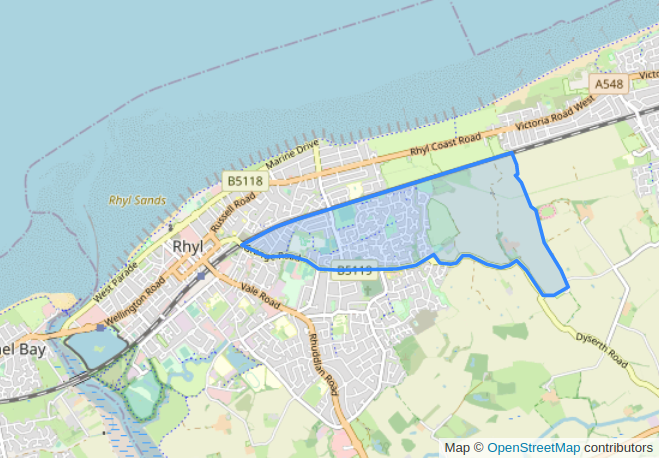 A548
Victoria Road West
Rhyl Coast Road
Marine Drive
B5118
Rhyl Sands
Russell Road
Rhyl
B5119
West Parade
Vale Road
Wellington Road
nel Bay
Rhuddlan Road
Dyserth Road
Map © OpenStreetMap contributors